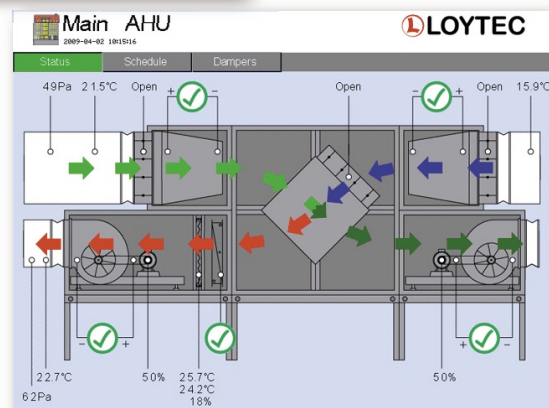 Main AHU
2009-04-02 10:15:16
LOYTEC
Status Schedule Dampers
49Pa 21.5°C Open + - Open - + Open 15.9°C
- + - +
22.7°C 50% 25.7°C 50%
62Pa 24.2°C
18%